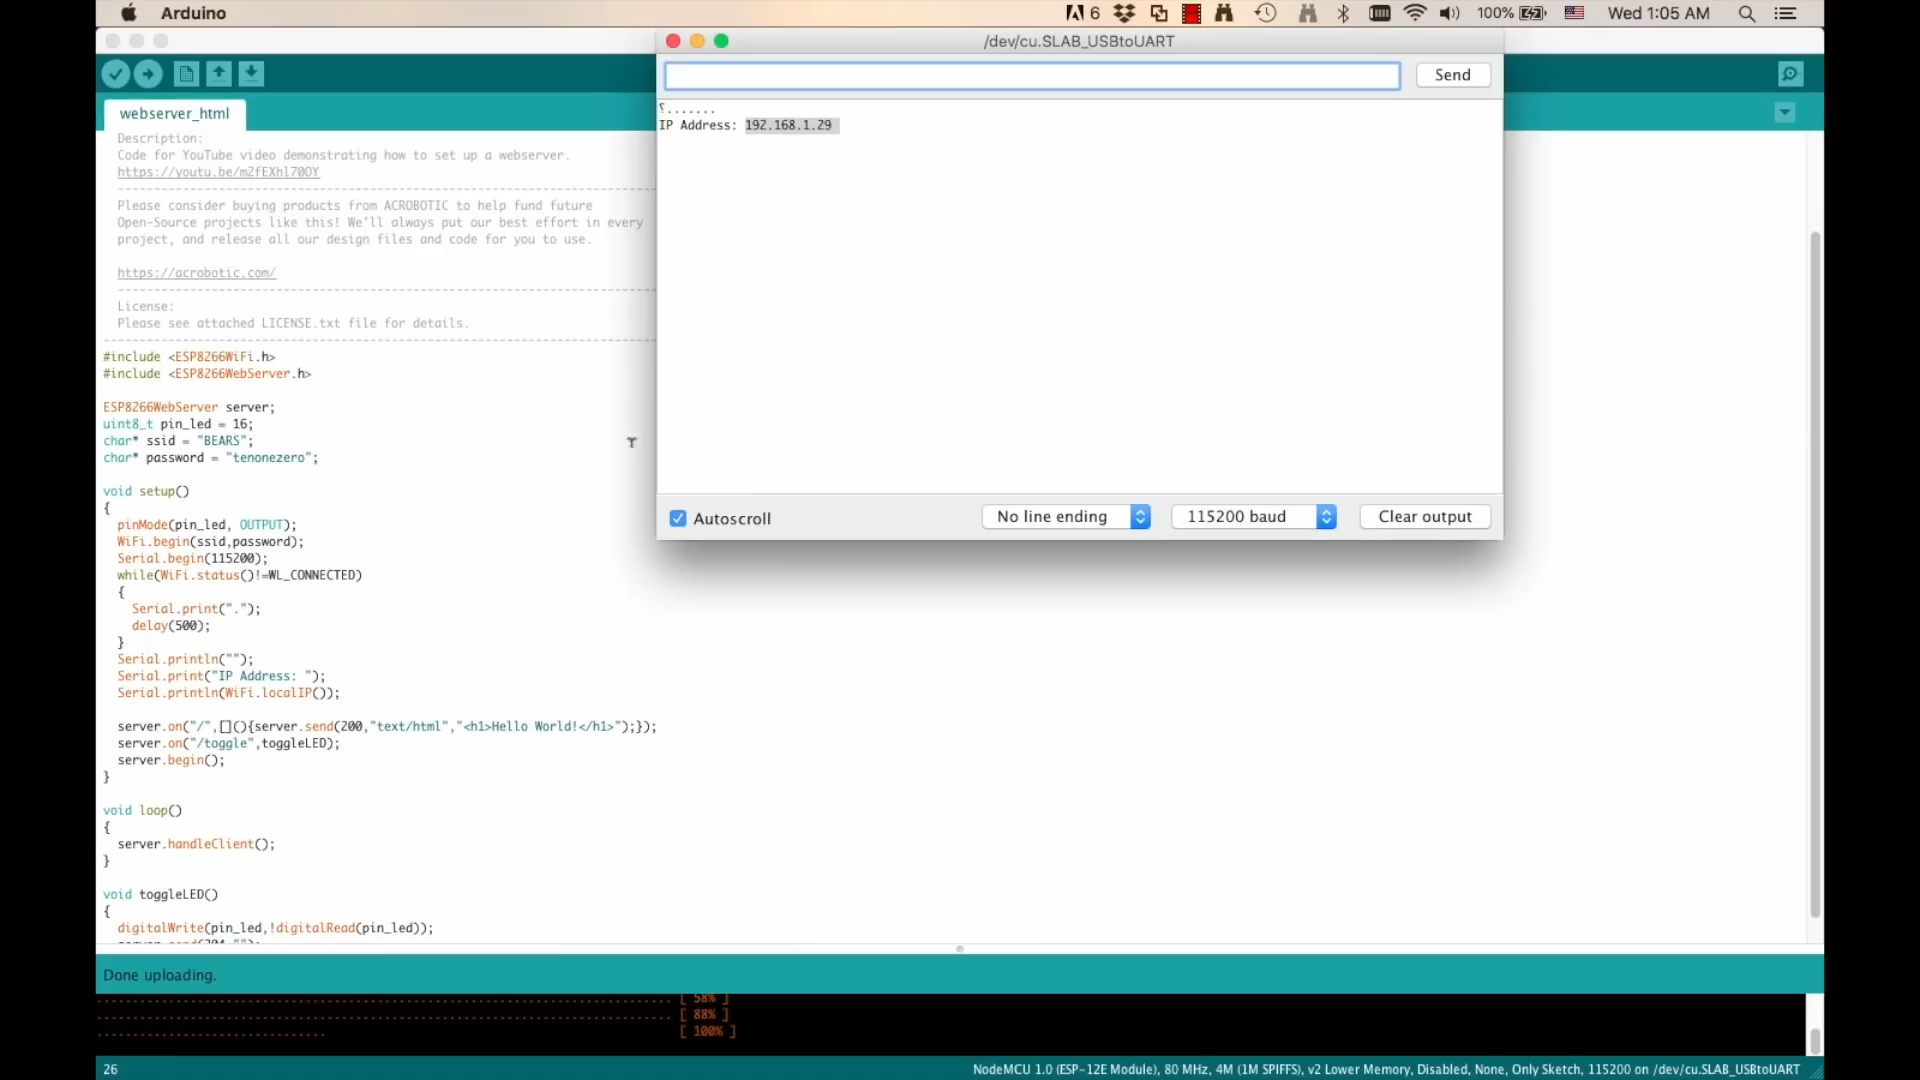 Arduino
6
100%
Wed 1:05 AM
/dev/cu.SLAB_USBtoUART
Send
webserver_html
⸮.......
IP Address: 192.168.1.29
Autoscroll
No line ending
115200 baud
Clear output
Description:
Code for YouTube video demonstrating how to set up a webserver.
https://youtu.be/m2fEXhl70OY
Please consider buying products from ACROBOTIC to help fund future
Open-Source projects like this! We'll always put our best effort in every
project, and release all our design files and code for you to use.
https://acrobotic.com/
License:
Please see attached LICENSE.txt file for details.
#include <ESP8266WiFi.h>
#include <ESP8266WebServer.h>
ESP8266WebServer server;
uint8_t pin_led = 16;
char* ssid = "BEARS";
char* password = "tenonezero";
void setup()
{
pinMode(pin_led, OUTPUT);
WiFi.begin(ssid,password);
Serial.begin(115200);
while(WiFi.status()!=WL_CONNECTED)
{
Serial.print(".");
delay(500);
}
Serial.println("");
Serial.print("IP Address: ");
Serial.println(WiFi.localIP());
server.on("/",[](){server.send(200,"text/html","<h1>Hello World!</h1>");});
server.on("/toggle",toggleLED);
server.begin();
}
void loop()
{
server.handleClient();
}
void toggleLED()
{
digitalWrite(pin_led,!digitalRead(pin_led));
server.send(204,"");
Done uploading.
[ 58% ]
[ 88% ]
[ 100% ]
26
NodeMCU 1.0 (ESP-12E Module), 80 MHz, 4M (1M SPIFFS), v2 Lower Memory, Disabled, None, Only Sketch, 115200 on /dev/cu.SLAB_USBtoUART